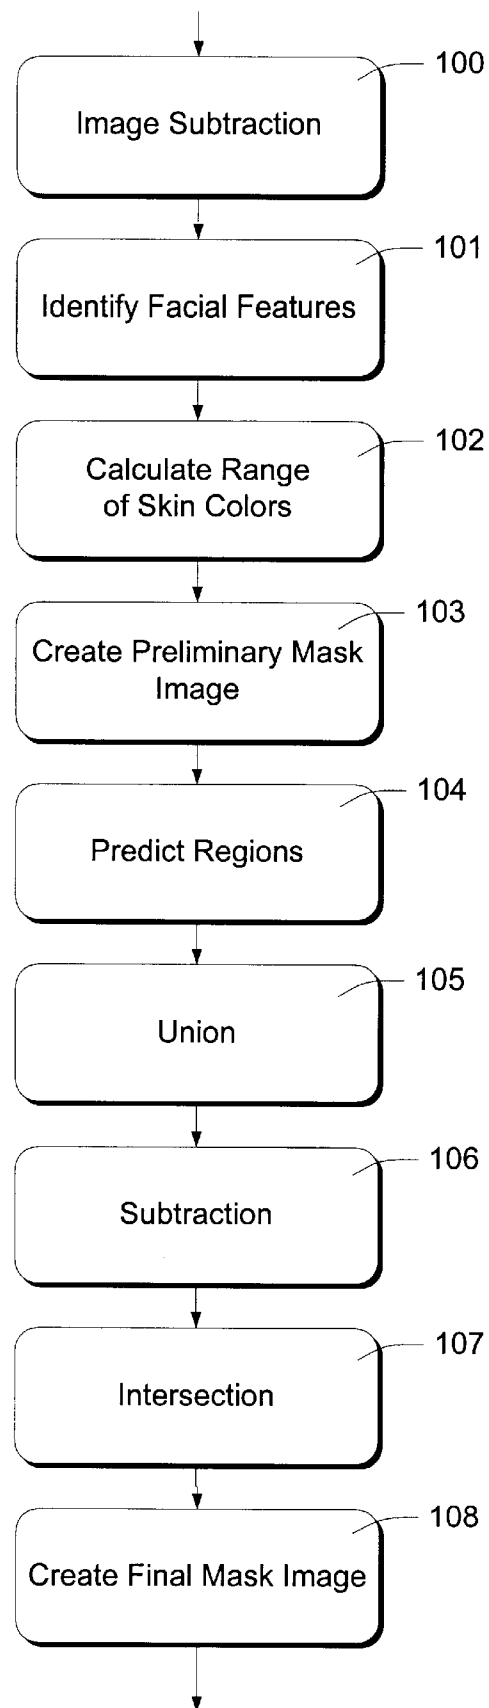 100
Image Subtraction
101
Identify Facial Features
102
Calculate Range
of Skin Colors
103
Create Preliminary Mask
Image
104
Predict Regions
105
Union
106
Subtraction
107
Intersection
108
Create Final Mask Image